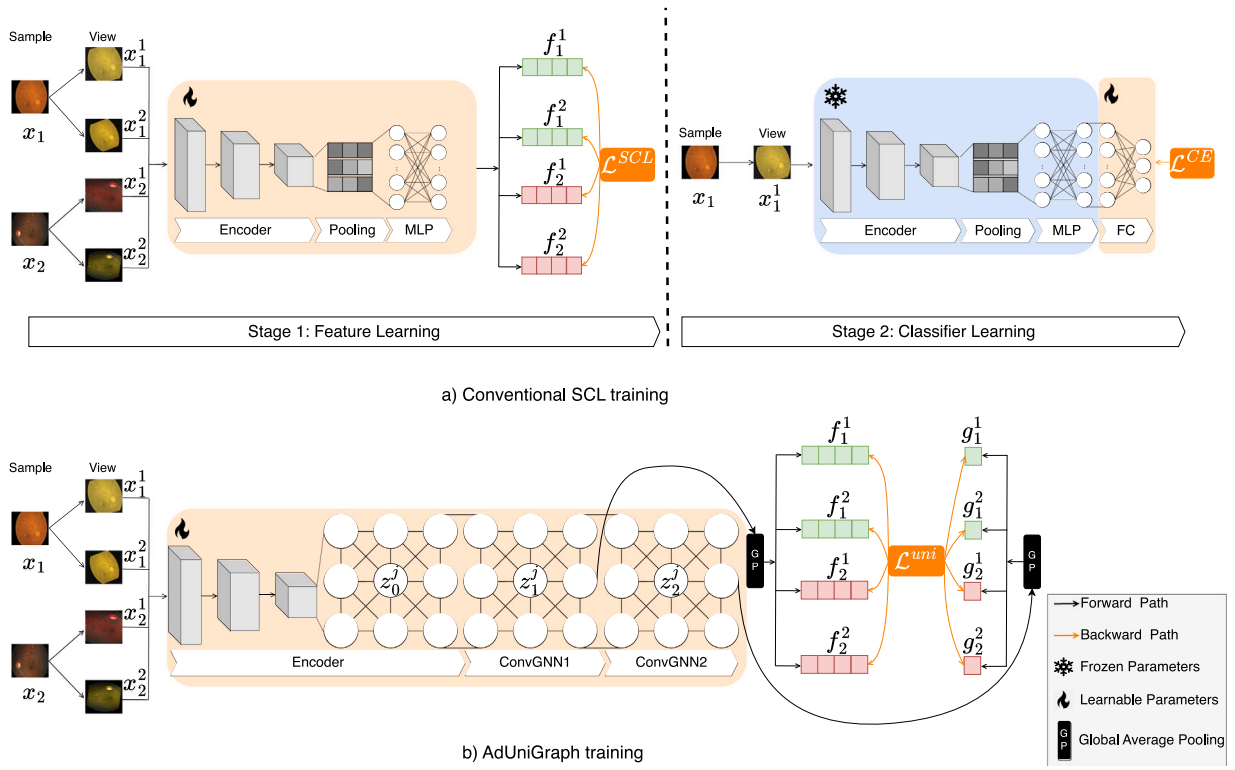 Sample
View
x_1^1
x_1
x_1^2
x_2^1
x_2
x_2^2
Encoder
Pooling
MLP
f_1^1
f_1^2
f_2^1
f_2^2
ℒ^{SCL}
Sample
View
x_1
x_1^1
Encoder
Pooling
MLP
FC
ℒ^{CE}
Stage 1: Feature Learning
Stage 2: Classifier Learning
a) Conventional SCL training
Sample
View
x_1^1
x_1
x_1^2
x_2^1
x_2
x_2^2
z_0^j
z_1^j
z_2^j
Encoder
ConvGNN1
ConvGNN2
GP
f_1^1
f_1^2
f_2^1
f_2^2
ℒ^{uni}
g_1^1
g_1^2
g_2^1
g_2^2
GP
Forward Path
Backward Path
Frozen Parameters
Learnable Parameters
GP
Global Average Pooling
b) AdUniGraph training